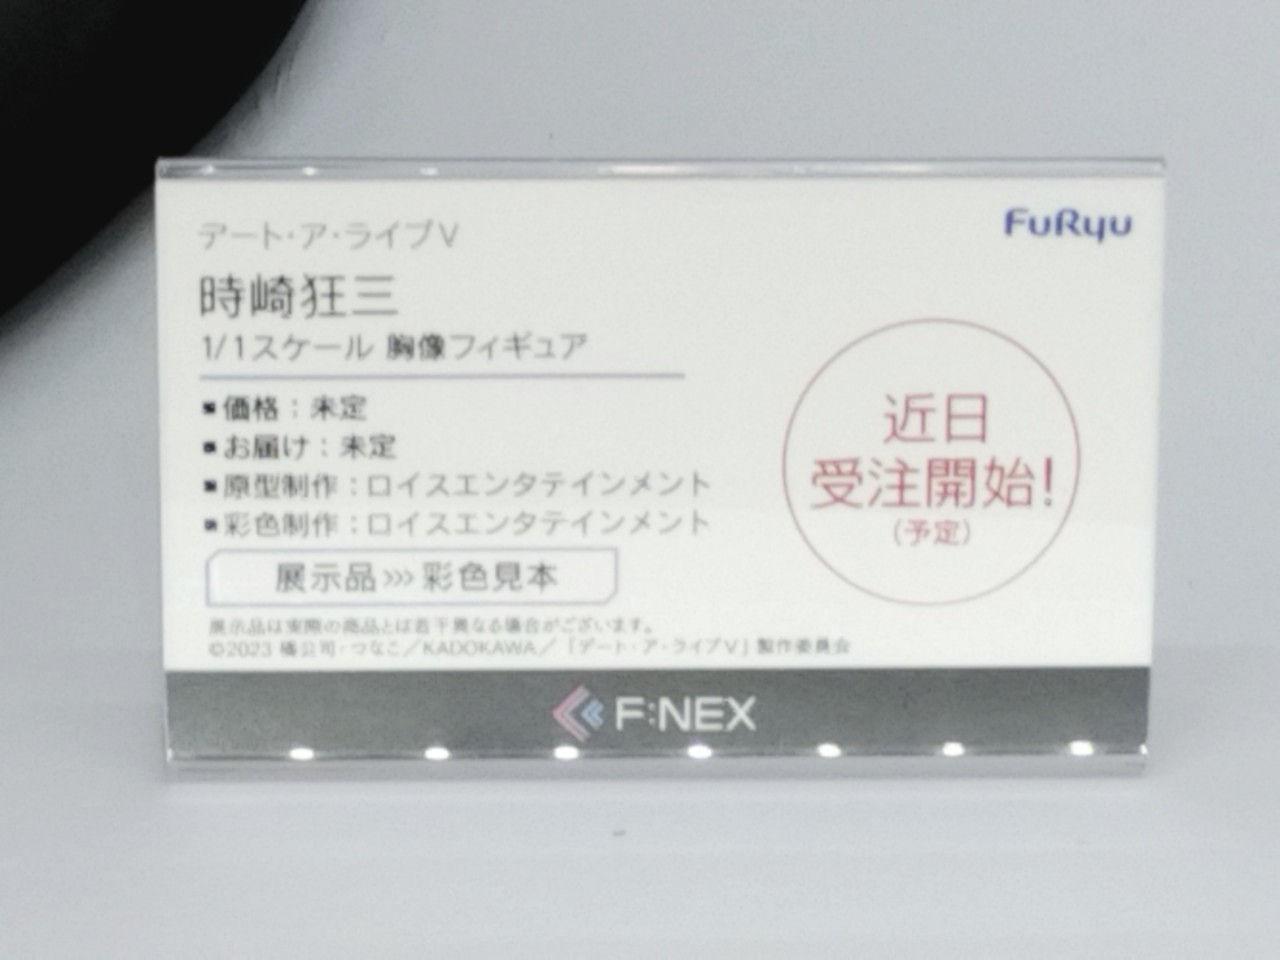 デート・ア・ライブV
FuRyu
時崎狂三
1/1スケール 胸像フィギュア
■価格：未定
■お届け：未定
■原型制作：ロイスエンタテインメント
■彩色制作：ロイスエンタテインメント
近日
受注開始!
(予定)
展示品>>>彩色見本
展示品は実際の商品とは若干異なる場合がございます。
©2023 橘公司・つなこ／KADOKAWA／「デート・ア・ライブV」製作委員会
F:NEX